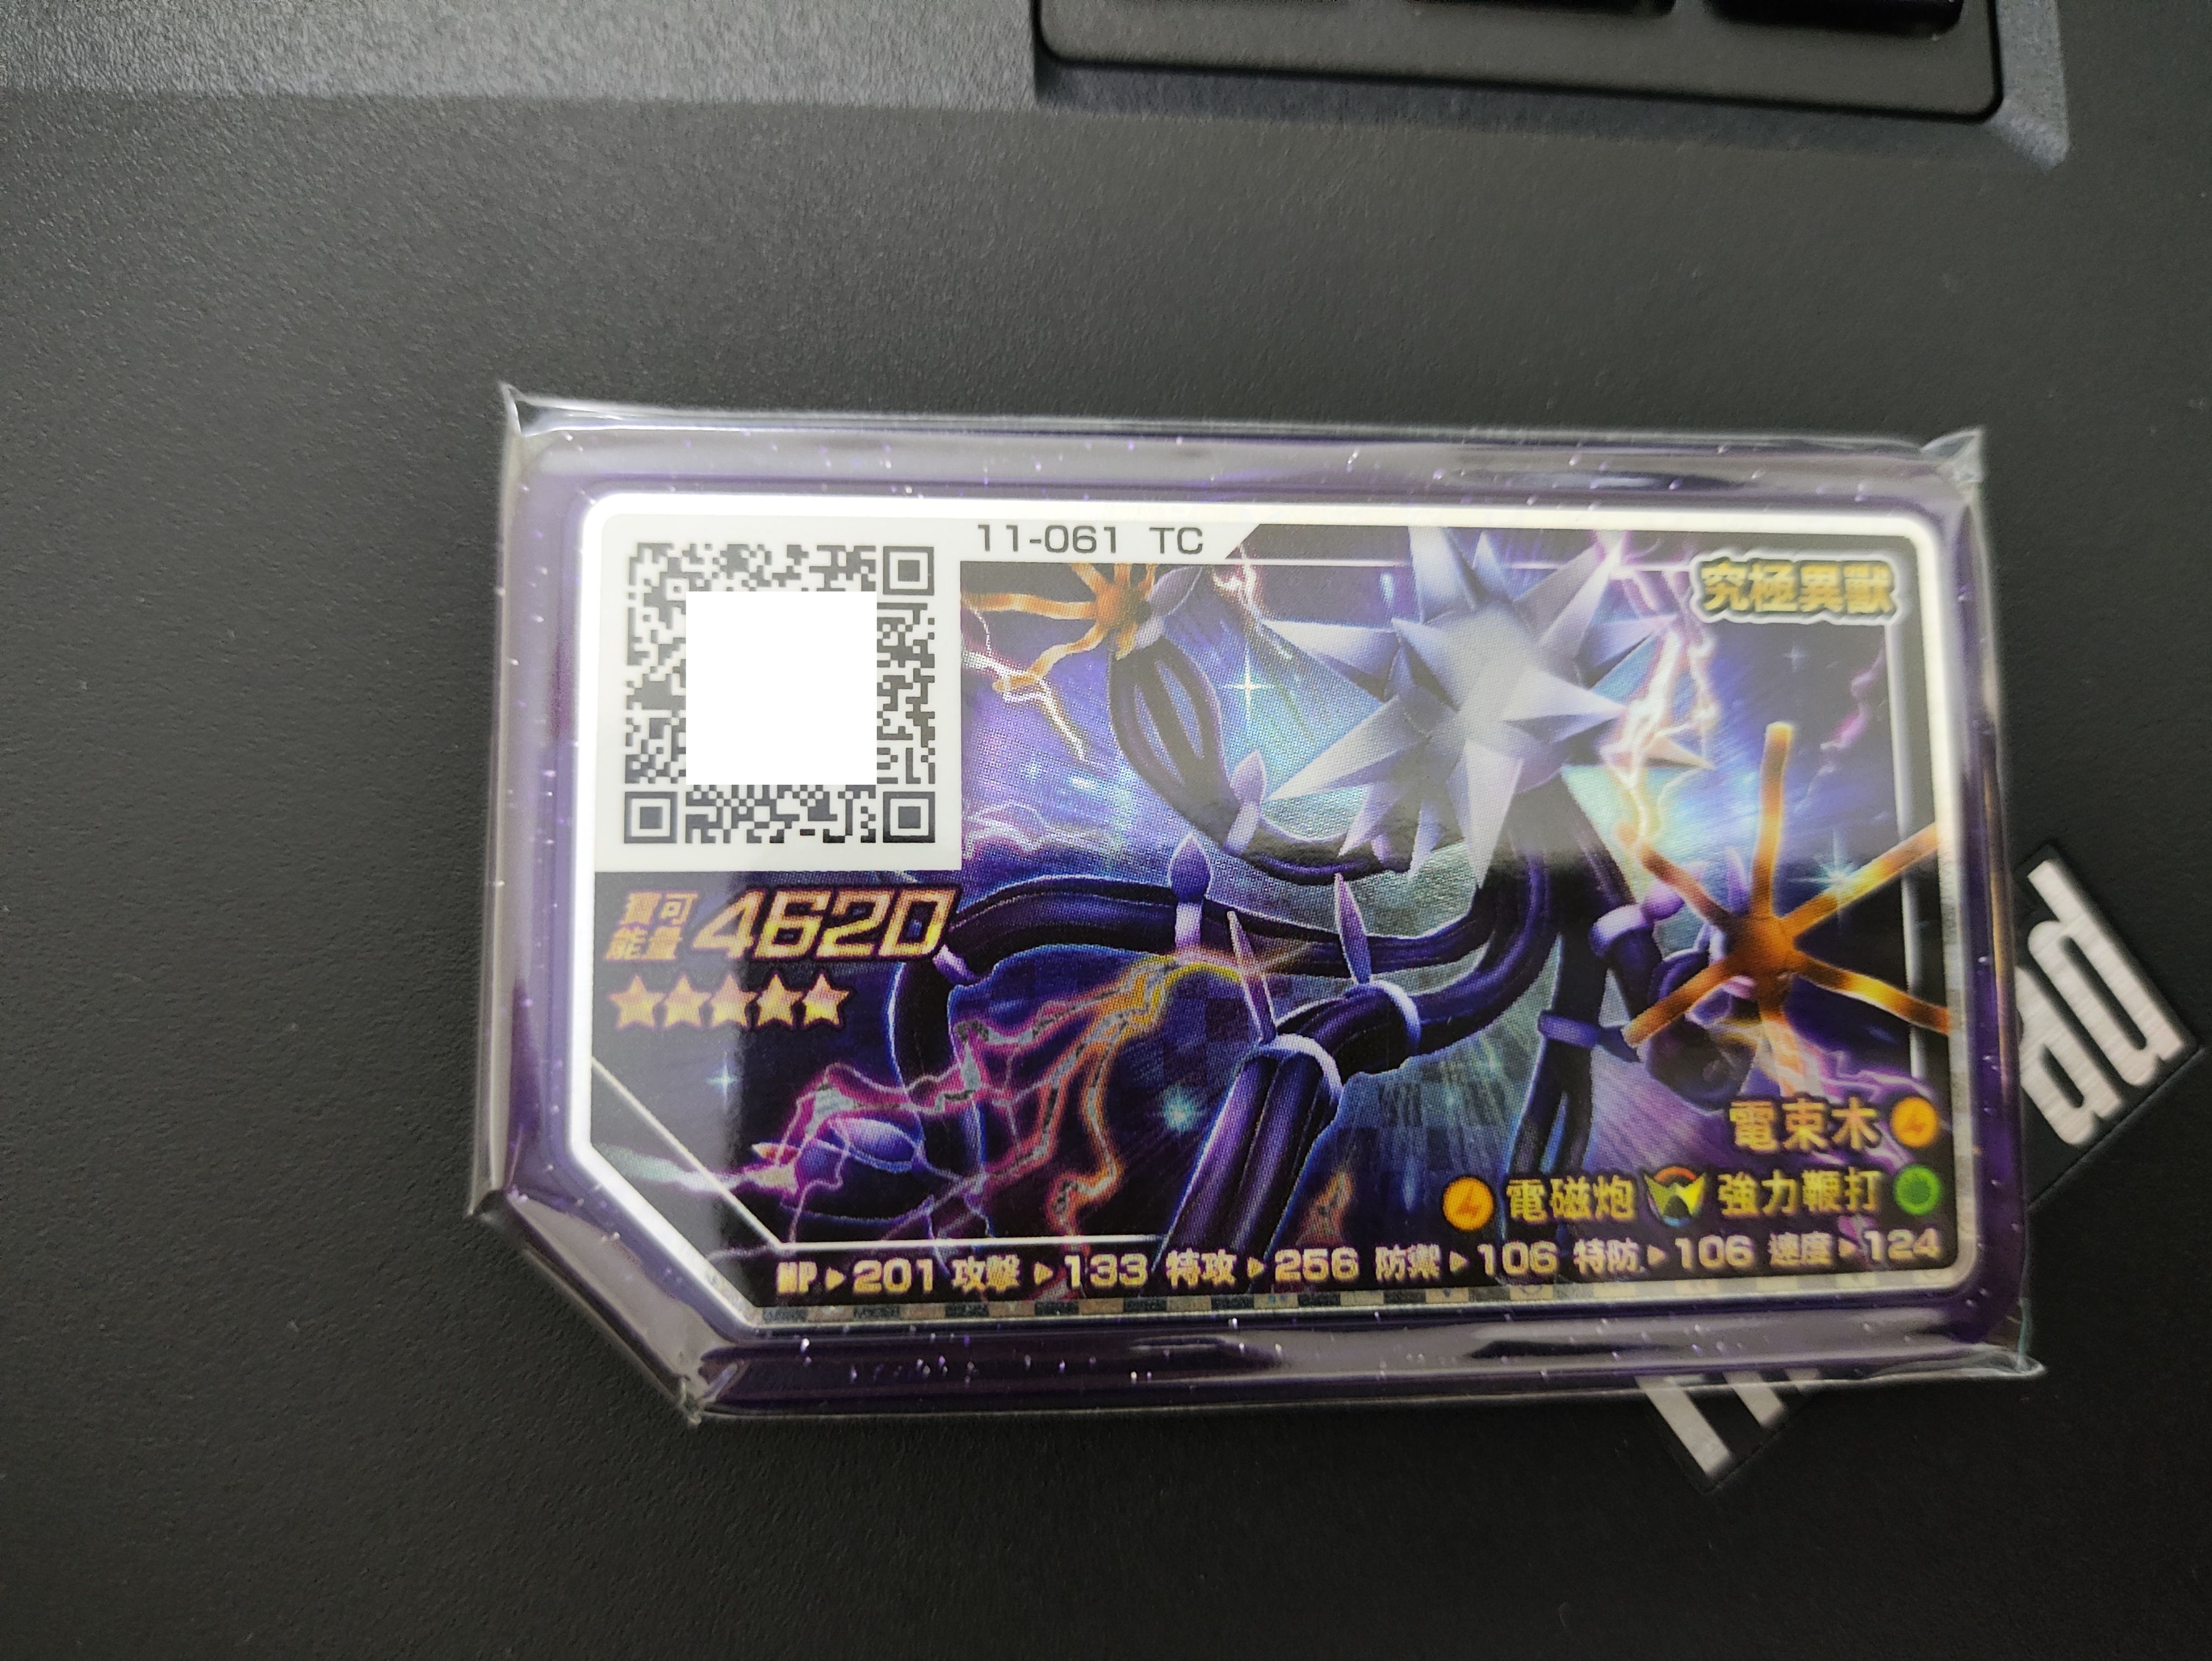 11-061 TC
究極異獸
寶可
能量 4620
電束木
電磁炮 強力鞭打
HP▶201 攻擊▶133 特攻▶256 防禦▶106 特防▶106 速度▶124